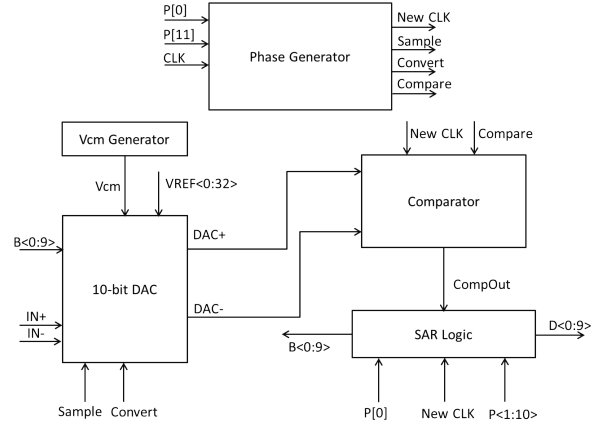 P[0]
P[11]
CLK
Phase Generator
New CLK
Sample
Convert
Compare
Vcm Generator
New CLK
Compare
Vcm
VREF<0:32>
Comparator
DAC+
B<0:9>
10-bit DAC
CompOut
DAC-
IN+
IN-
SAR Logic
D<0:9>
B<0:9>
Sample
Convert
P[0]
New CLK
P<1:10>